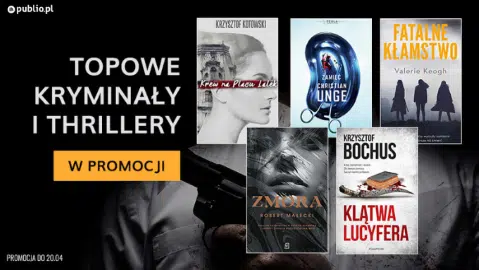 publio.pl
TOPOWE
KRYMINAŁY
I THRILLERY
W PROMOCJI
PROMOCJA DO 20.04
KRZYSZTOF KOTOWSKI
Krew na Placu Lalek
ZAMIEĆ
CHRISTIAN
UNGE
FATALNE
KŁAMSTWO
Valerie Keogh
ZMORA
ROBERT MAŁECKI
KRZYSZTOF
BOCHUS
KLĄTWA
LUCYFERA